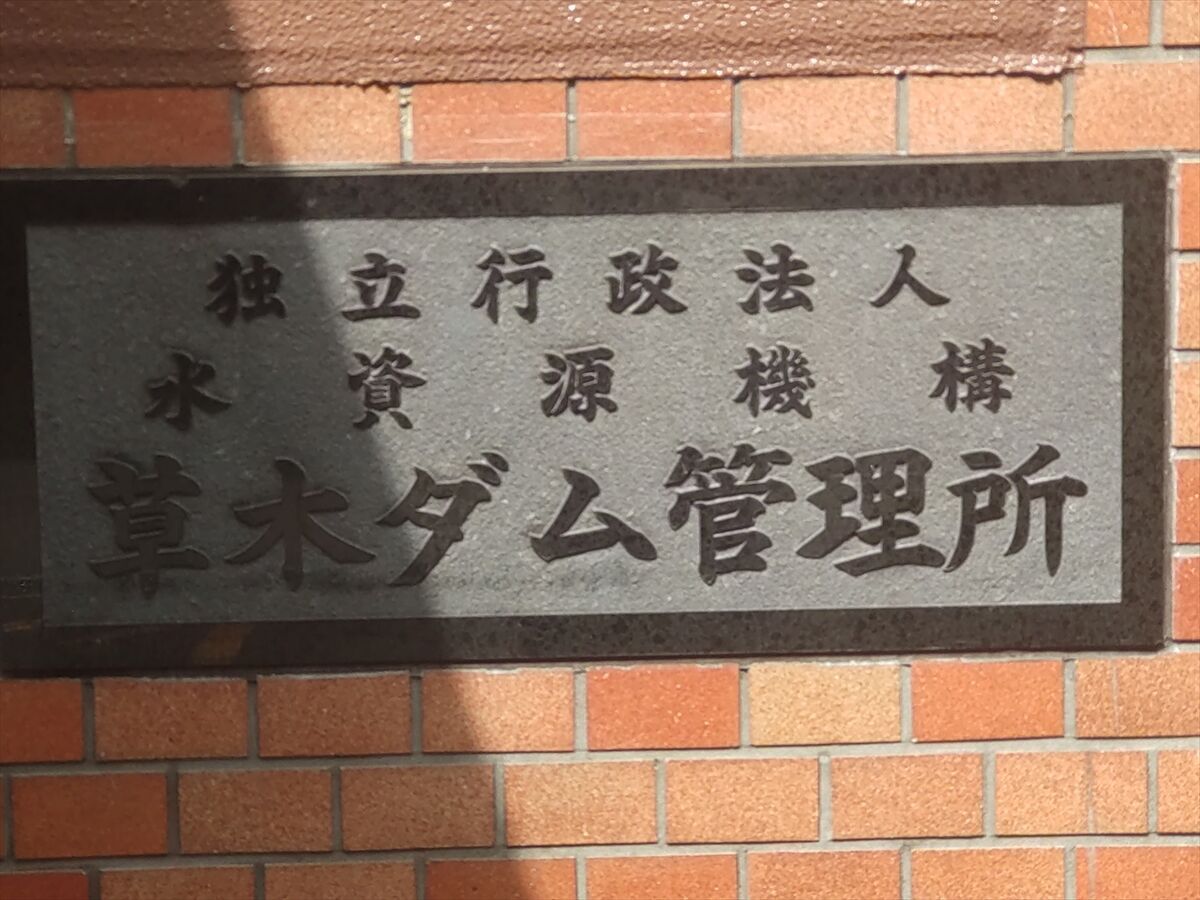 独立行政法人
水資源機構
草木ダム管理所